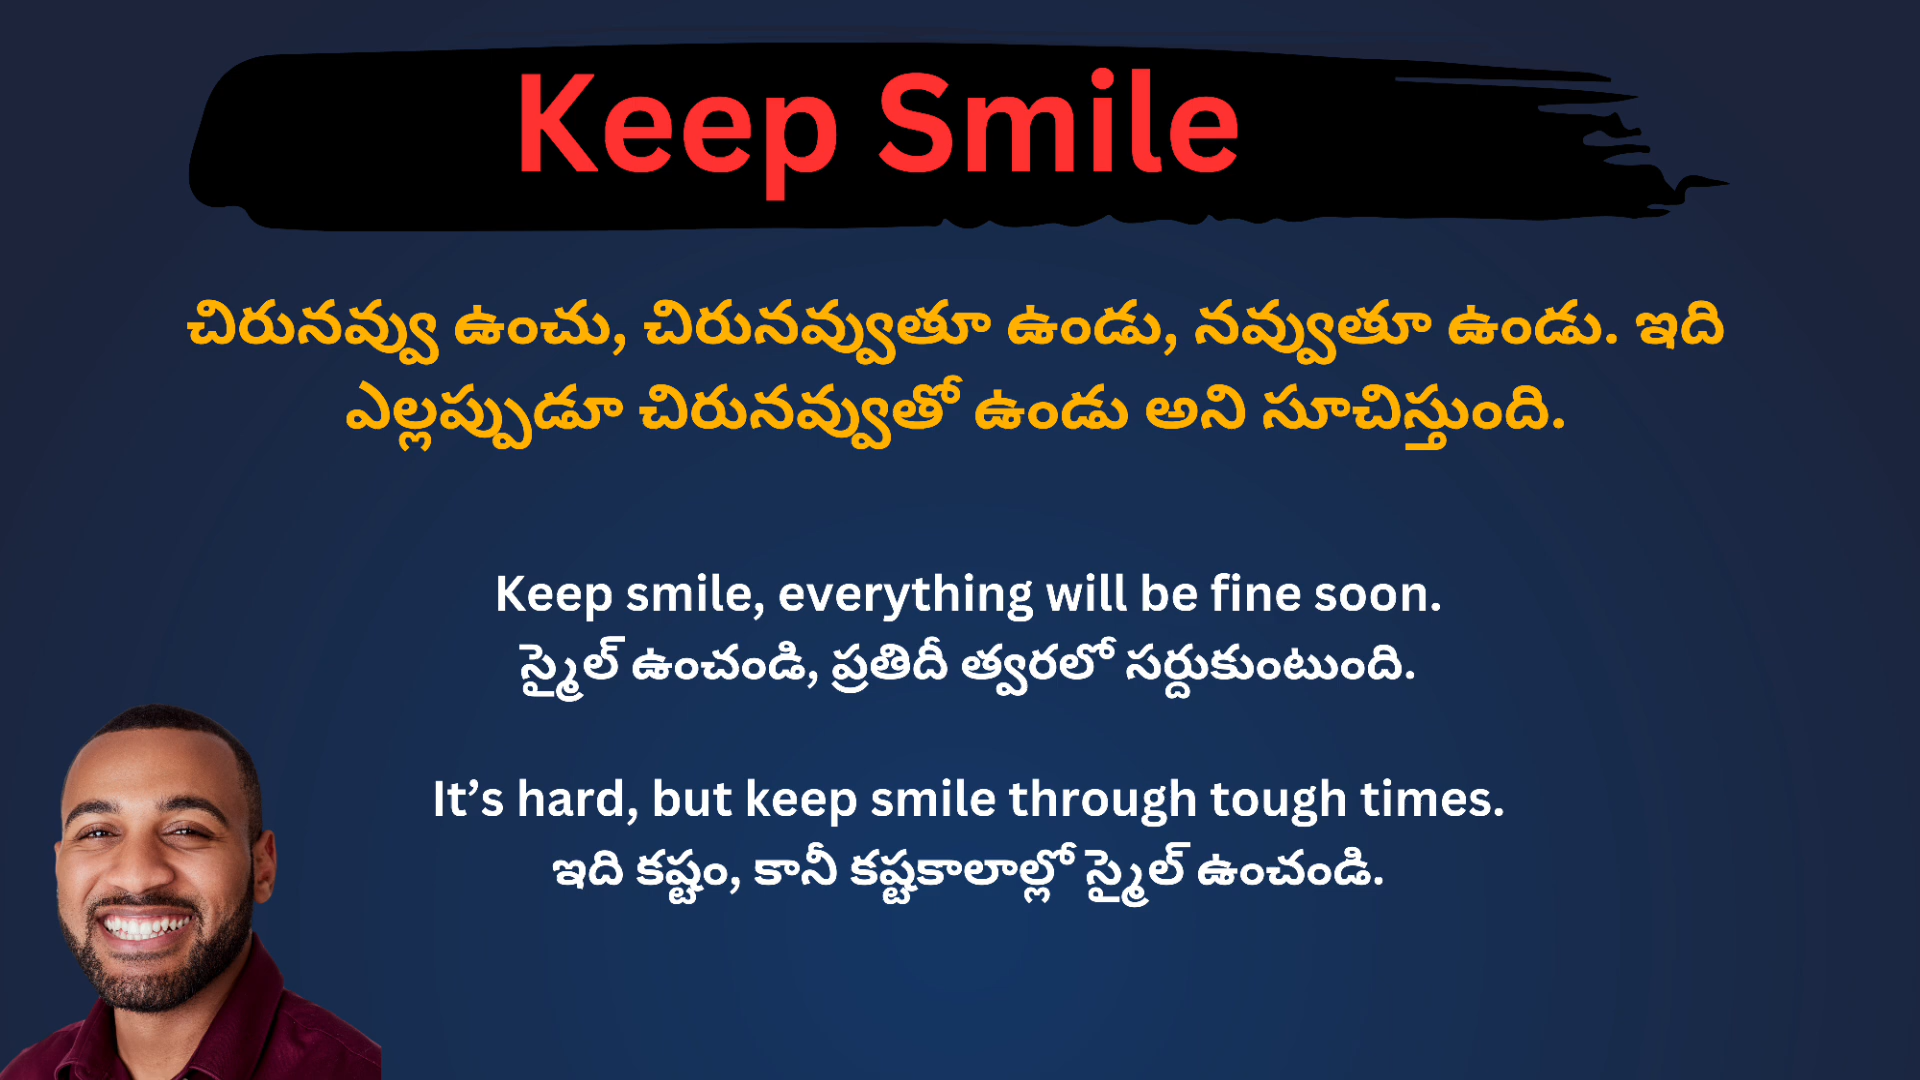 Keep Smile
చిరునవ్వు ఉంచు, చిరునవ్వుతూ ఉండు, నవ్వుతూ ఉండు. ఇది
ఎల్లప్పుడూ చిరునవ్వుతో ఉండు అని సూచిస్తుంది.
Keep smile, everything will be fine soon.
స్మైల్ ఉంచండి, ప్రతిదీ త్వరలో సర్దుకుంటుంది.
It’s hard, but keep smile through tough times.
ఇది కష్టం, కానీ కష్టకాలాల్లో స్మైల్ ఉంచండి.